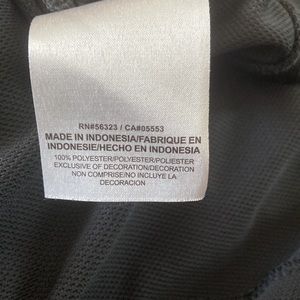 RN#56323 / CA#05553
MADE IN INDONESIA/FABRIQUE EN
INDONESIE/HECHO EN INDONESIA
100% POLYESTER/POLYESTER/POLIESTER
EXCLUSIVE OF DECORATION/DECORATION
NON COMPRISE/NO INCLUYE LA
DECORACION